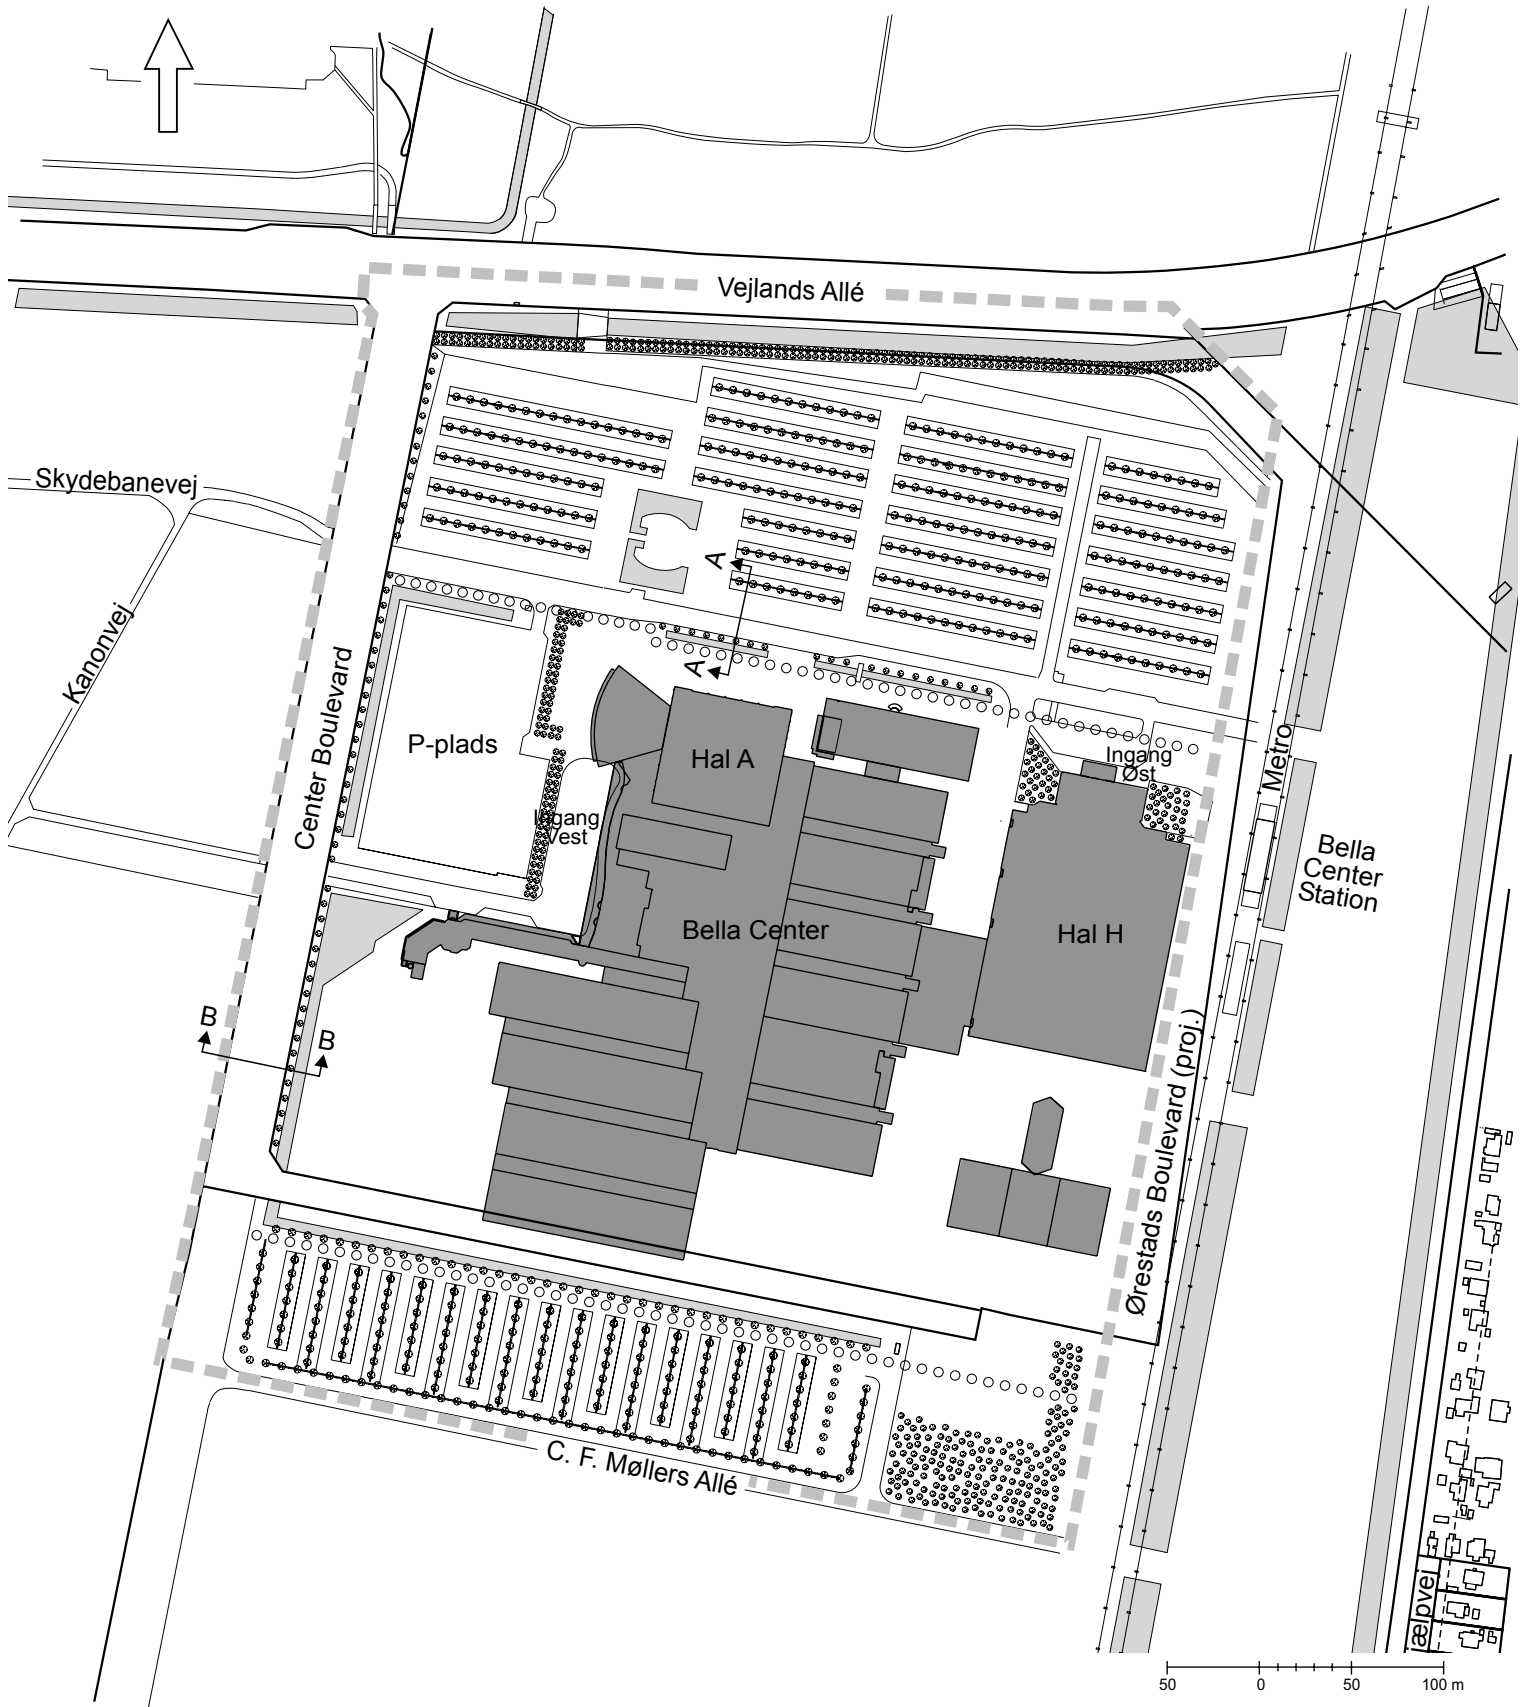 Vejlands Allé
Skydebanevej
Kanonvej
Center Boulevard
A
A
P-plads
Hal A
Ingang
Øst
Metro
Ingang
Vest
Bella
Center
Station
Bella Center
Hal H
B
B
Ørestads Boulevard (proj.)
C. F. Møllers Allé
jælpvej
50
0
50
100 m